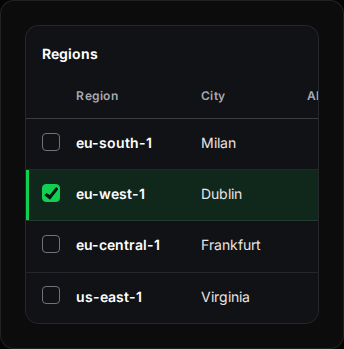 Regions
Region City
eu-south-1 Milan
eu-west-1 Dublin
eu-central-1 Frankfurt
us-east-1 Virginia